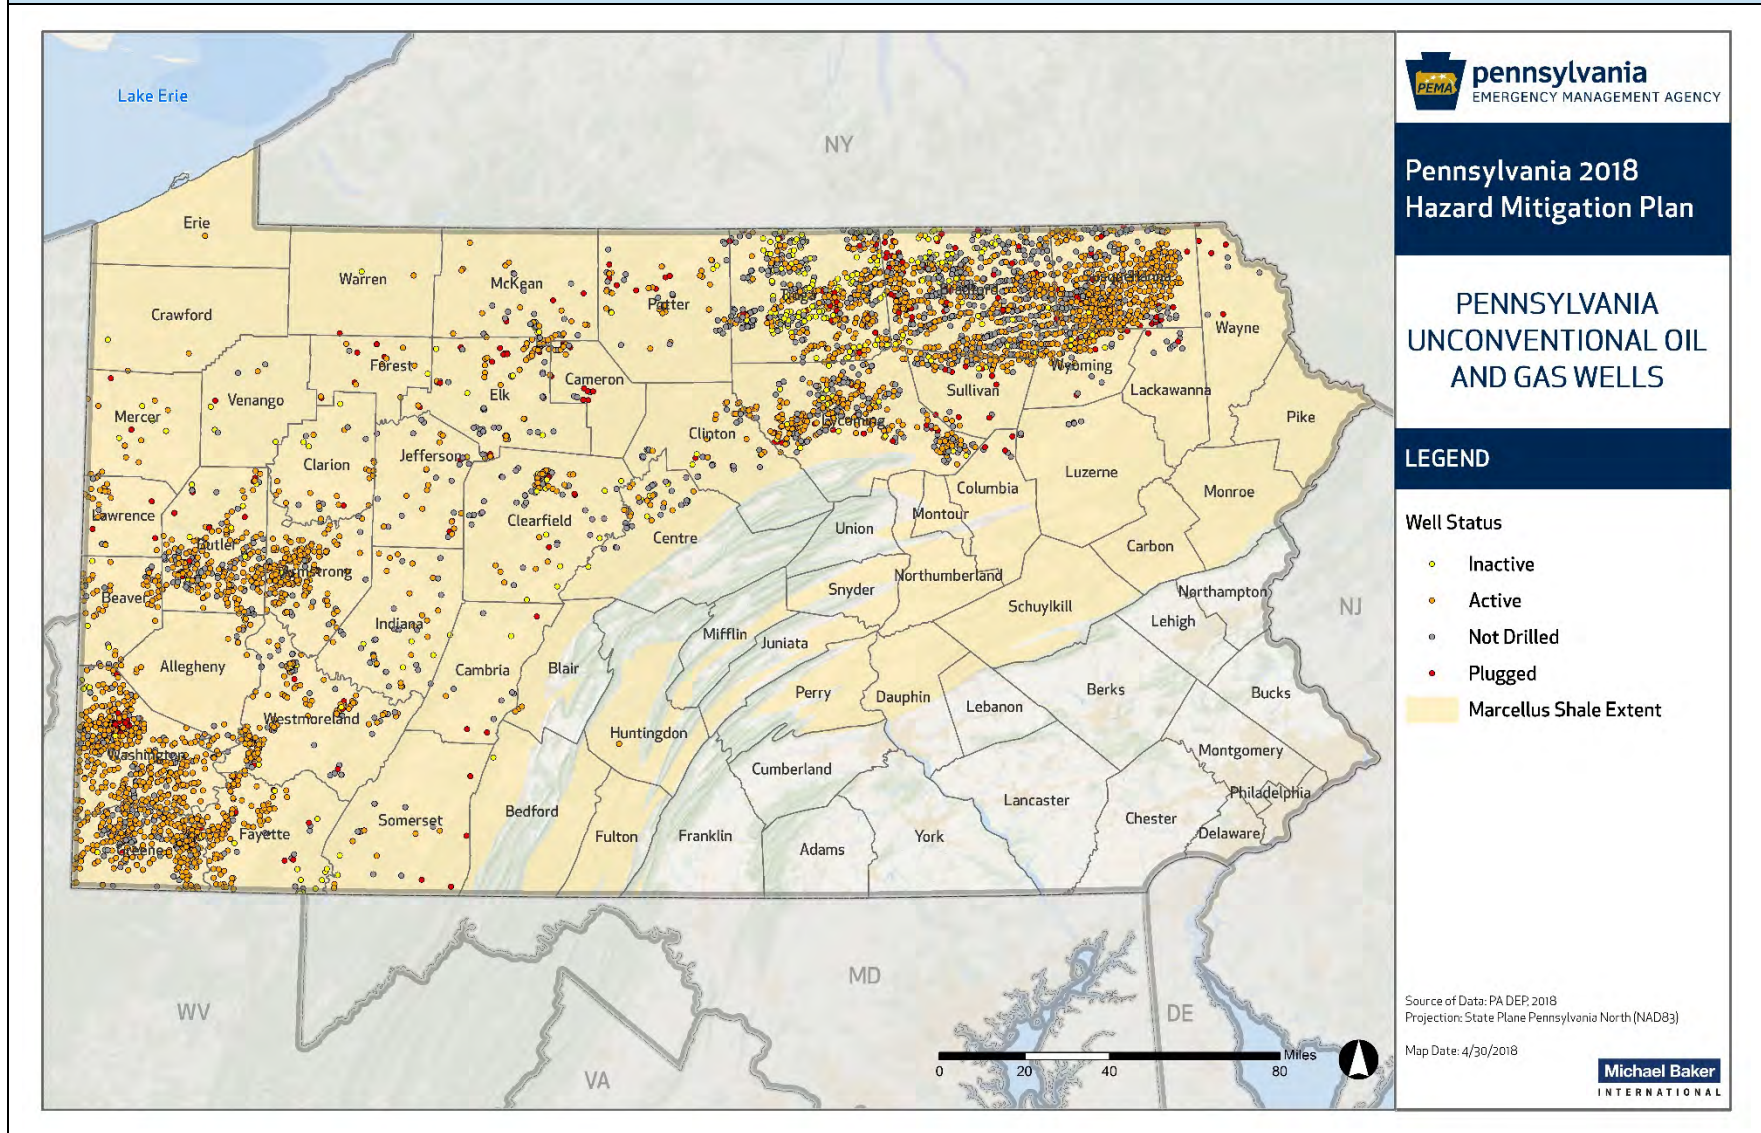 Lake Erie
NY
Erie
Warren
McKean
Potter
Tioga
Bradford
Susquehanna
Wayne
Crawford
Forest
Cameron
Elk
Sullivan
Wyoming
Lackawanna
Pike
Mercer
Venango
Clinton
Lycoming
Clarion
Jefferson
Luzerne
Monroe
Columbia
Lawrence
Clearfield
Centre
Union
Montour
Butler
Carbon
Armstrong
Beaver
Snyder
Northumberland
Northampton
NJ
Schuylkill
Indiana
Lehigh
Mifflin
Juniata
Allegheny
Cambria
Blair
Perry
Dauphin
Lebanon
Berks
Bucks
Westmoreland
Huntingdon
Washington
Cumberland
Montgomery
Lancaster
Philadelphia
Bedford
Somerset
Fayette
Fulton
Franklin
Adams
York
Chester
Delaware
Greene
WV
MD
DE
VA
Miles
0 20 40 80
PEMA
pennsylvania
EMERGENCY MANAGEMENT AGENCY
Pennsylvania 2018
Hazard Mitigation Plan
PENNSYLVANIA
UNCONVENTIONAL OIL
AND GAS WELLS
LEGEND
Well Status
Inactive
Active
Not Drilled
Plugged
Marcellus Shale Extent
Source of Data: PA DEP, 2018
Projection: State Plane Pennsylvania North (NAD83)
Map Date: 4/30/2018
Michael Baker
INTERNATIONAL